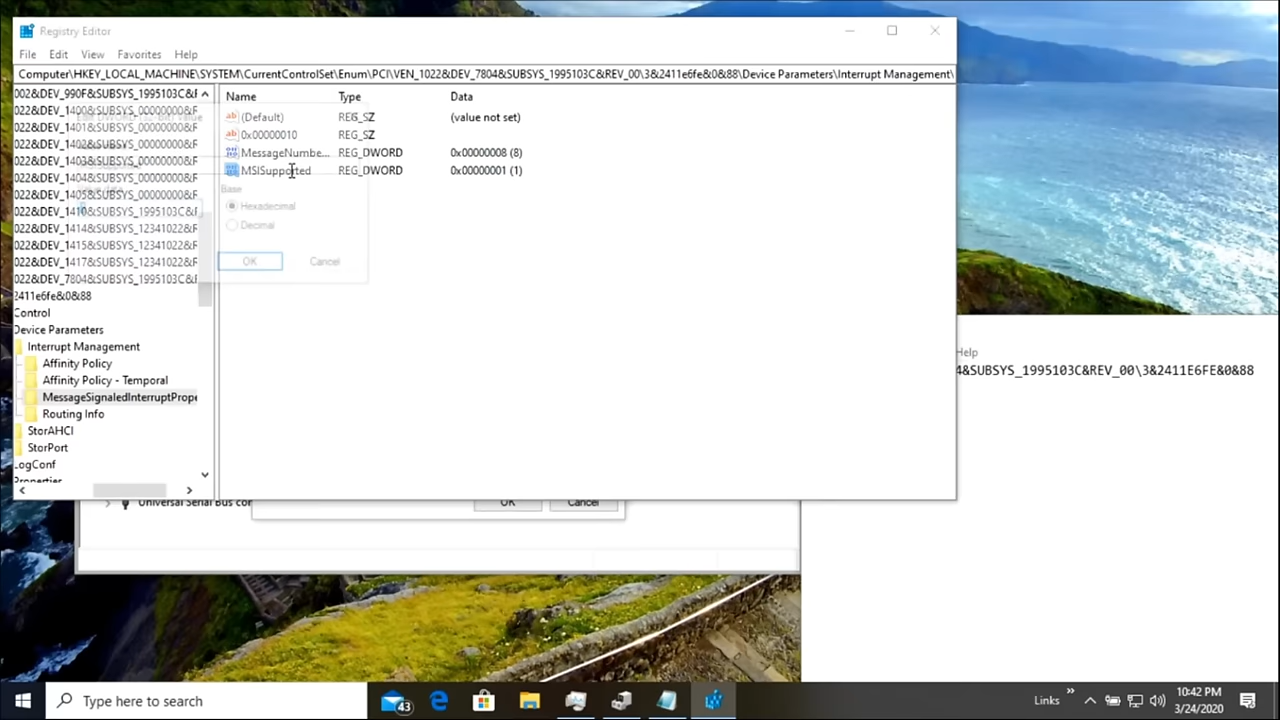 Registry Editor
File Edit View Favorites Help
Computer\HKEY_LOCAL_MACHINE\SYSTEM\CurrentControlSet\Enum\PCI\VEN_1022&DEV_7804&SUBSYS_1995103C&REV_00\3&2411e6fe&0&88\Device Parameters\Interrupt Management\
002&DEV_990F&SUBSYS_1995103C&F
022&DEV_1400&SUBSYS_00000000&F
022&DEV_1401&SUBSYS_00000000&F
022&DEV_1402&SUBSYS_00000000&F
022&DEV_1403&SUBSYS_00000000&F
022&DEV_1404&SUBSYS_00000000&F
022&DEV_1405&SUBSYS_00000000&F
022&DEV_1410&SUBSYS_1995103C&F
022&DEV_1414&SUBSYS_12341022&F
022&DEV_1415&SUBSYS_12341022&F
022&DEV_1417&SUBSYS_12341022&F
022&DEV_7804&SUBSYS_1995103C&F
2411e6fe&0&88
Control
Device Parameters
Interrupt Management
Affinity Policy
Affinity Policy - Temporal
MessageSignaledInterruptPrope
Routing Info
StorAHCI
StorPort
LogConf
Properties
Name Type Data
(Default) REG_SZ (value not set)
0x00000010 REG_SZ
MessageNumbe... REG_DWORD 0x00000008 (8)
MSISupported REG_DWORD 0x00000001 (1)
Base
Hexadecimal
Decimal
OK Cancel
Help
4&SUBSYS_1995103C&REV_00\3&2411E6FE&0&88
Universal Serial Bus cor
OK Cancel
Type here to search
43
Links
10:42 PM
3/24/2020